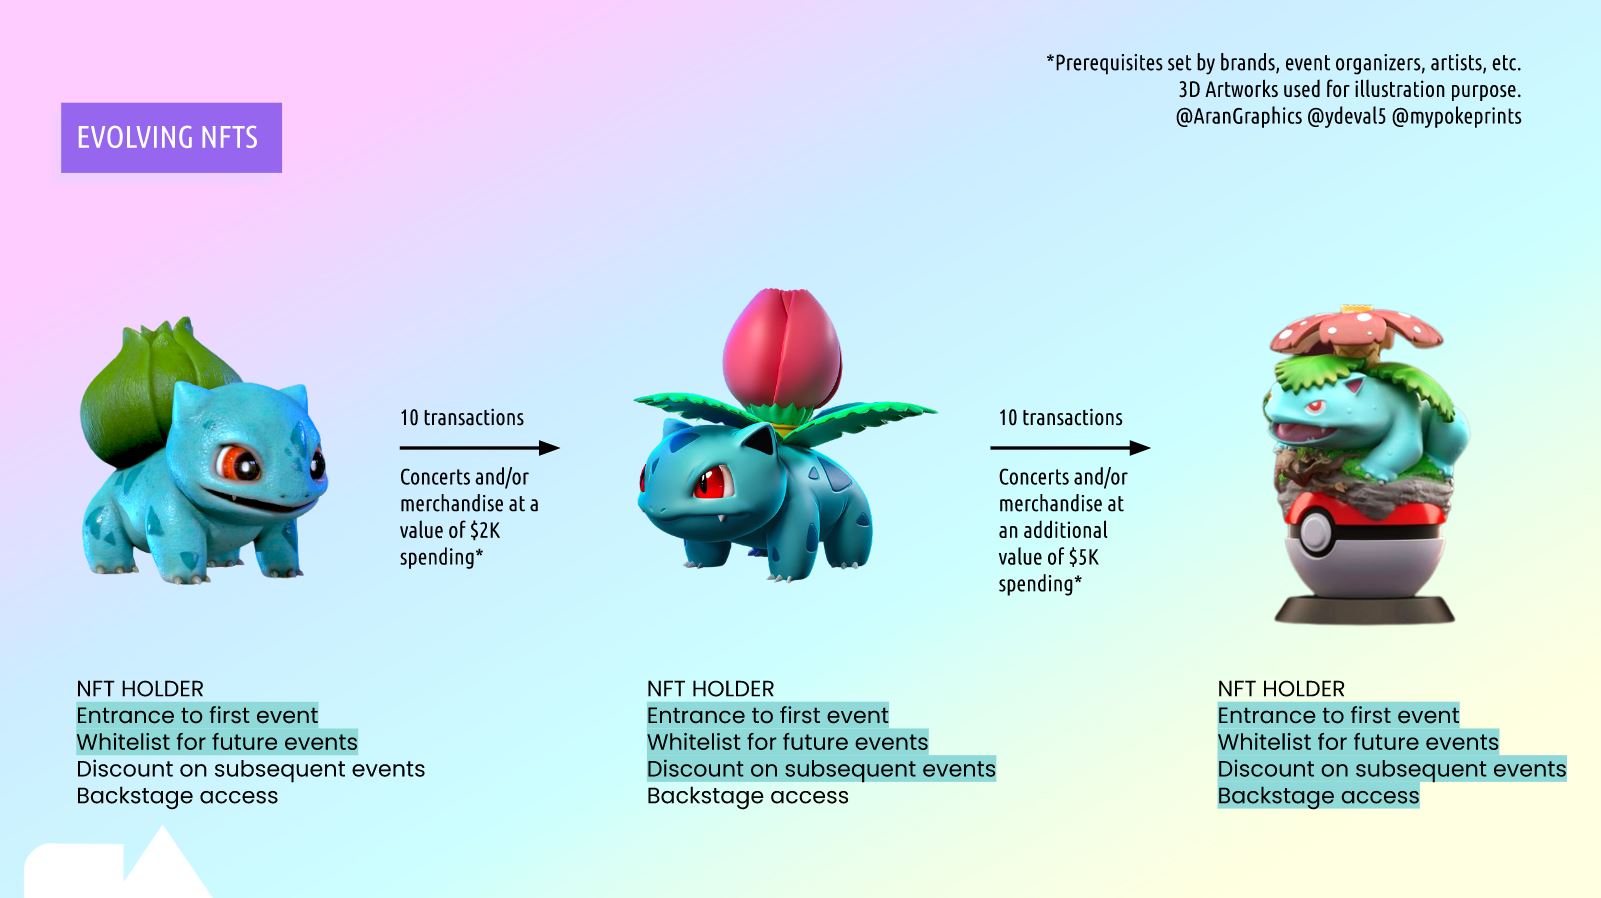 *Prerequisites set by brands, event organizers, artists, etc.
3D Artworks used for illustration purpose.
@AranGraphics @ydeval5 @mypokeprints
EVOLVING NFTS
10 transactions
Concerts and/or
merchandise at a
value of $2K
spending*
10 transactions
Concerts and/or
merchandise at
an additional
value of $5K
spending*
NFT HOLDER
Entrance to first event
Whitelist for future events
Discount on subsequent events
Backstage access
NFT HOLDER
Entrance to first event
Whitelist for future events
Discount on subsequent events
Backstage access
NFT HOLDER
Entrance to first event
Whitelist for future events
Discount on subsequent events
Backstage access